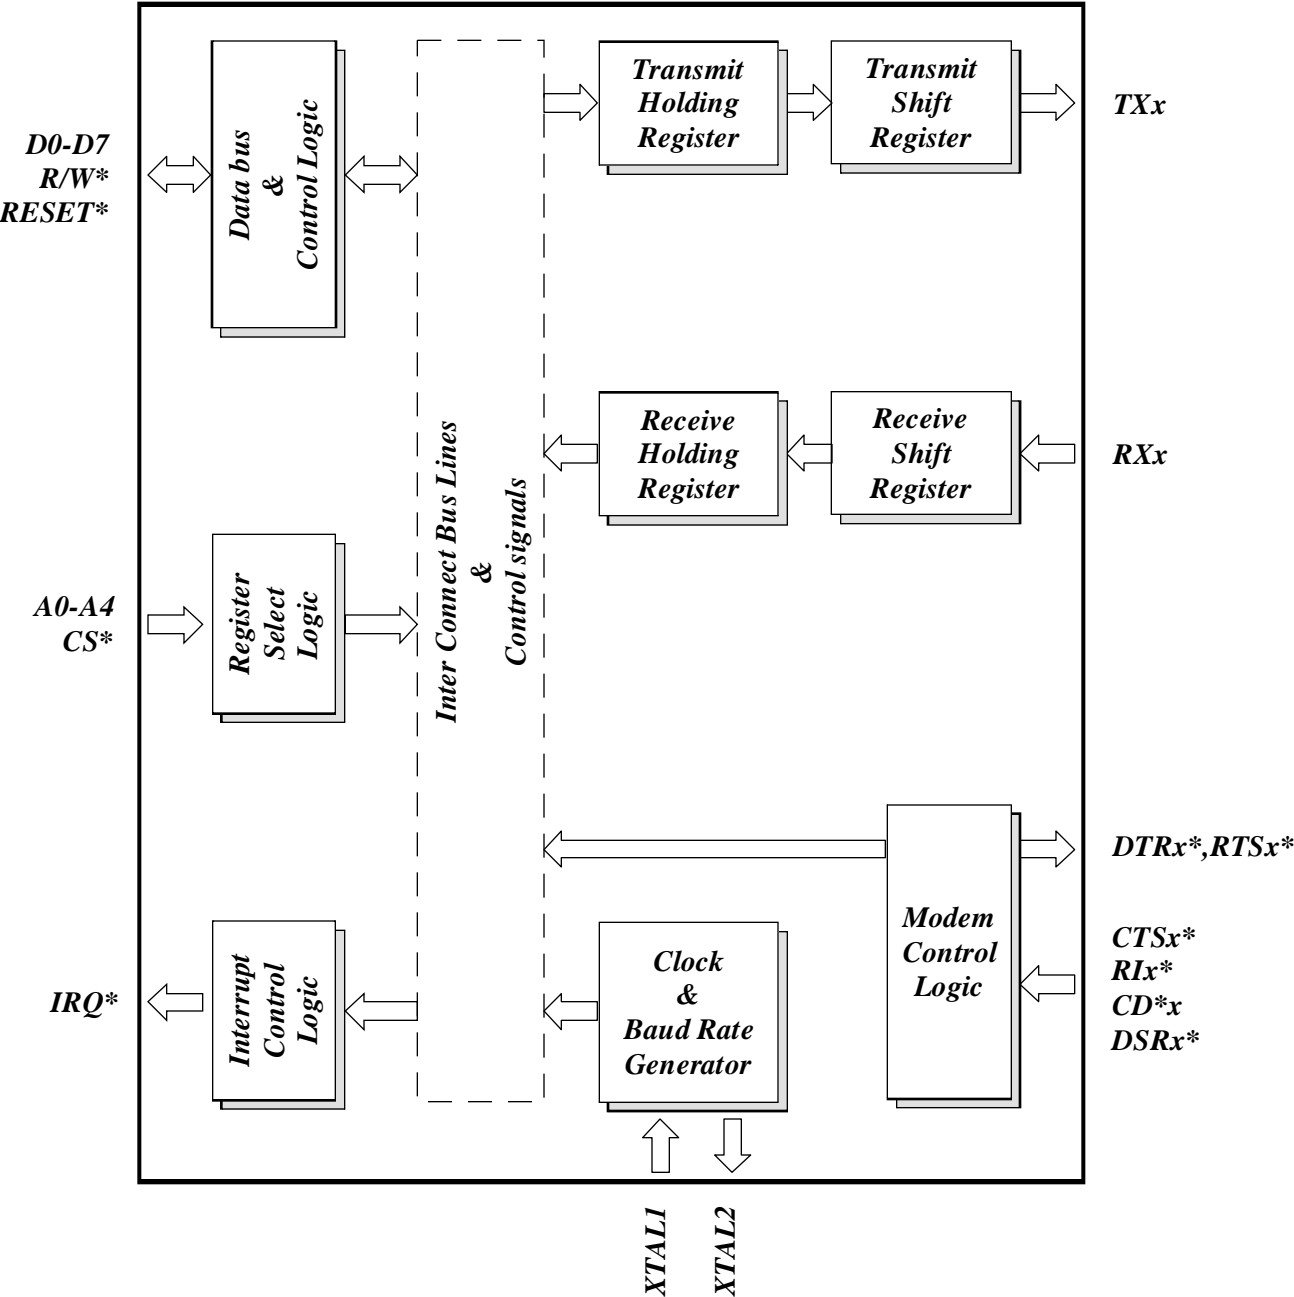 D0-D7
R/W*
RESET*
Data bus
&
Control Logic
Transmit
Holding
Register
Transmit
Shift
Register
TXx
Inter Connect Bus Lines
&
Control signals
Receive
Holding
Register
Receive
Shift
Register
RXx
A0-A4
CS*
Register
Select
Logic
DTRx*,RTSx*
Modem
Control
Logic
CTSx*
RIx*
CD*x
DSRx*
IRQ*
Interrupt
Control
Logic
Clock
&
Baud Rate
Generator
XTAL1
XTAL2